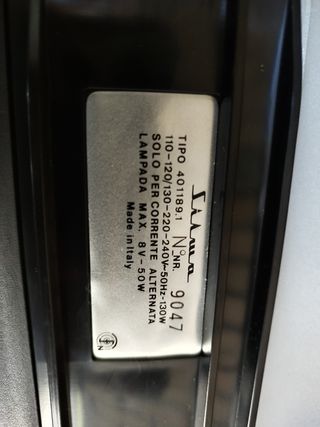 TIPO 401189.1 N° NR. 9047
110-120/130-220-240V~50Hz-130W
SOLO PER CORRENTE ALTERNATA
LAMPADA MAX. 8V-50W
Made in Italy
N